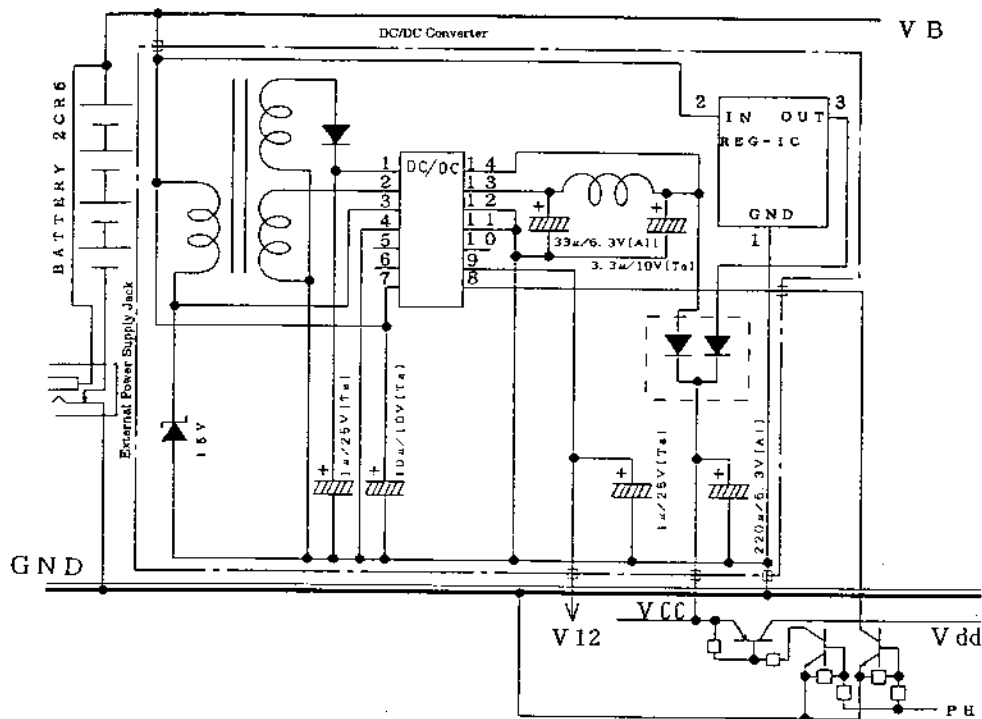 VB
DC/DC Converter
BATTERY 2CR5
External Power Supply Jack
2
3
IN OUT
REG-IC
GND
1
DC/DC
1
2
3
4
5
6
7
14
13
12
11
10
9
8
+
+
33u/6.3V[Al]
3.3u/10V[Ta]
15V
+
1u/25V[Ta]
+
10u/10V[Ta]
+
1u/25V[Ta]
+
220u/6.3V[Al]
GND
V12
VCC
Vdd
PH